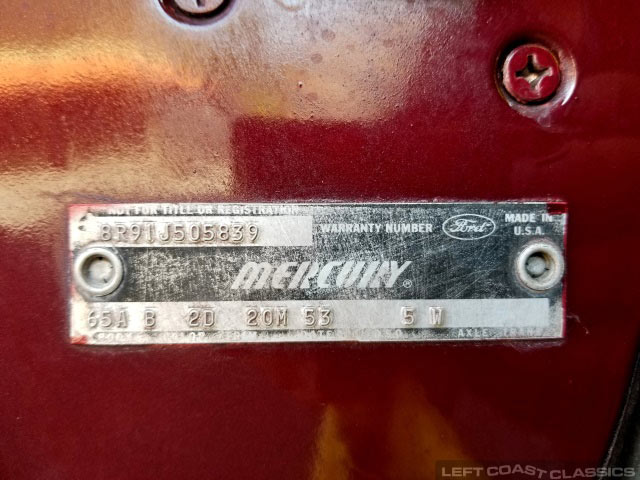 NOT FOR TITLE OR REGISTRATION
8R91J505839 WARRANTY NUMBER Ford MADE IN
U.S.A.
MERCURY
65A B 2D 20M 53 5 W
AXLE TRANS
LEFT COAST CLASSICS